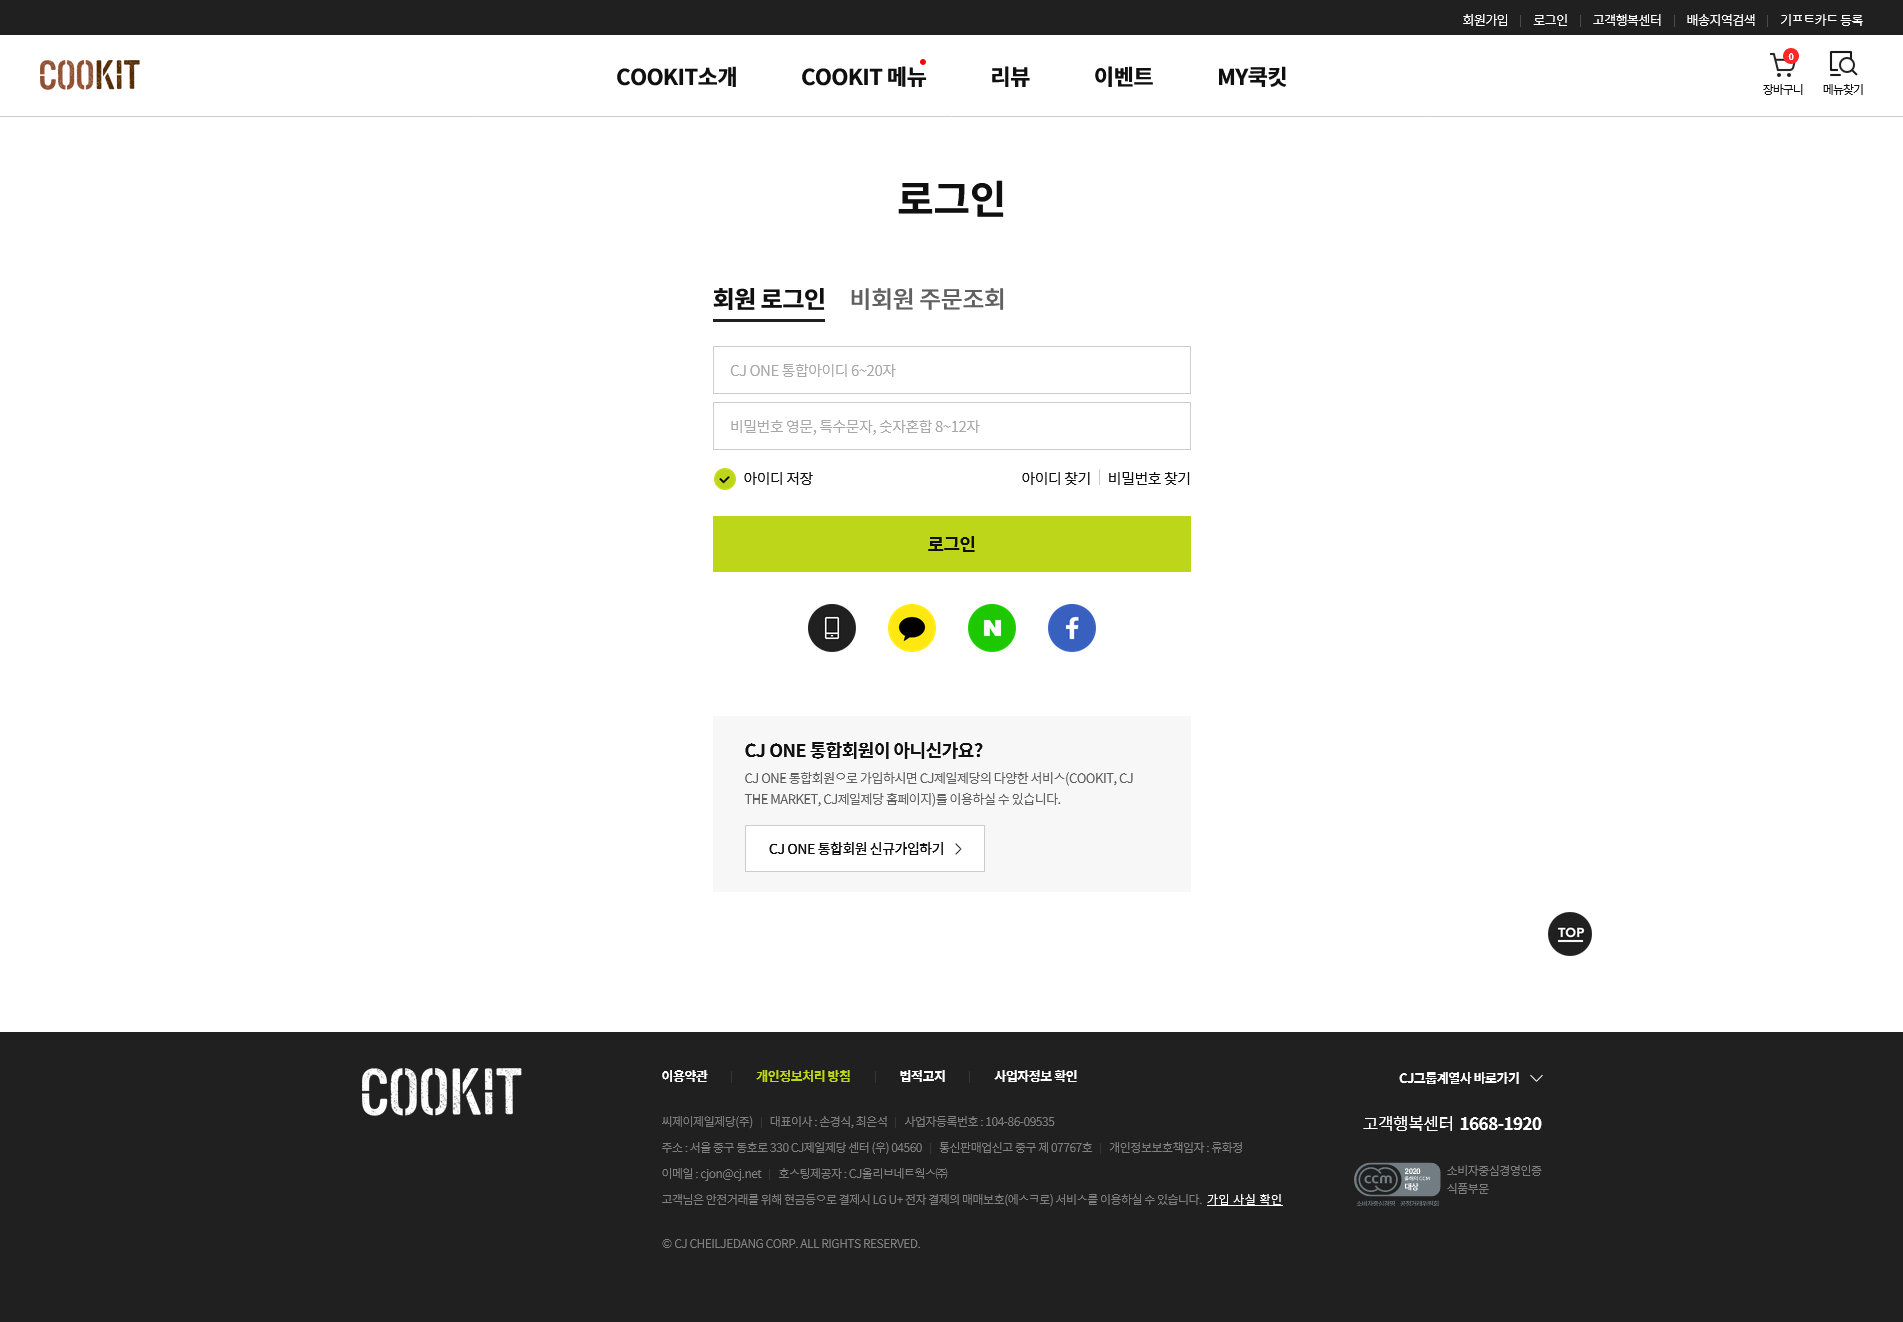 회원가입 로그인 고객행복센터 배송지역검색 기프트카드 등록
COOKIT
COOKIT소개 COOKIT 메뉴 리뷰 이벤트 MY쿡킷
0
장바구니 메뉴찾기
로그인
회원 로그인 비회원 주문조회
CJ ONE 통합아이디 6~20자
비밀번호 영문, 특수문자, 숫자혼합 8~12자
아이디 저장 아이디 찾기 비밀번호 찾기
로그인
N f
CJ ONE 통합회원이 아니신가요?
CJ ONE 통합회원으로 가입하시면 CJ제일제당의 다양한 서비스(COOKIT, CJ
THE MARKET, CJ제일제당 홈페이지)를 이용하실 수 있습니다.
CJ ONE 통합회원 신규가입하기
TOP
COOKIT
이용약관 개인정보처리 방침 법적고지 사업자정보 확인
씨제이제일제당(주) 대표이사 : 손경식, 최은석 사업자등록번호 : 104-86-09535
주소 : 서울 중구 동호로 330 CJ제일제당 센터 (우) 04560 통신판매업신고 중구 제 07767호 개인정보보호책임자 : 류화정
이메일 : cjon@cj.net 호스팅제공자 : CJ올리브네트웍스㈜
고객님은 안전거래를 위해 현금등으로 결제시 LG U+ 전자 결제의 매매보호(에스크로) 서비스를 이용하실 수 있습니다. 가입 사실 확인
© CJ CHEILJEDANG CORP. ALL RIGHTS RESERVED.
CJ그룹계열사 바로가기
고객행복센터 1668-1920
ccm
2020
올해의 CCM
대상
소비자중심경영 공정거래위원회
소비자중심경영인증
식품부문